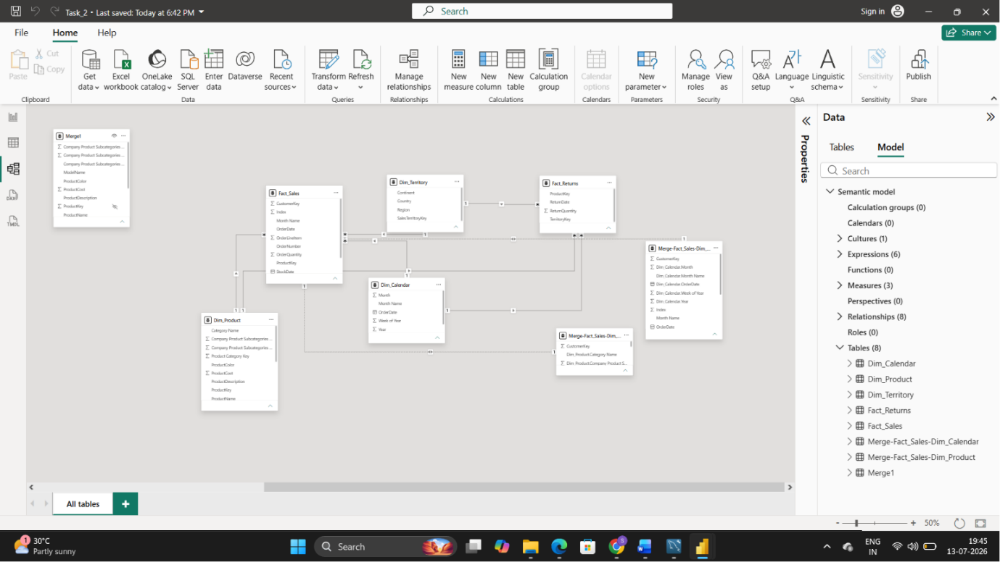 Task_2 • Last saved: Today at 6:42 PM
Search
Sign in
File
Home
Help
Share
Paste
Cut
Copy
Clipboard
Get data
Excel workbook
OneLake catalog
SQL Server
Enter data
Dataverse
Recent sources
Data
Transform data
Refresh
Queries
Manage relationships
Relationships
New measure
New column
New table
Calculation group
Calculations
Calendar options
Calendars
New parameter
Parameters
Manage roles
View as
Security
Q&A setup
Language
Linguistic schema
Q&A
Sensitivity
Sensitivity
Publish
Share
DAX
TMDL
Merge1
Company Product Subcategories ...
Company Product Subcategories ...
Company Product Subcategories ...
ModelName
ProductColor
ProductCost
ProductDescription
ProductKey
ProductName
Fact_Sales
CustomerKey
Index
Month Name
OrderDate
OrderLineItem
OrderNumber
OrderQuantity
ProductKey
StockDate
Dim_Territory
Continent
Country
Region
SalesTerritoryKey
Fact_Returns
ProductKey
ReturnDate
ReturnQuantity
TerritoryKey
Merge-Fact_Sales-Dim_...
CustomerKey
Dim_Calendar.Month
Dim_Calendar.Month Name
Dim_Calendar.OrderDate
Dim_Calendar.Week of Year
Dim_Calendar.Year
Index
Month Name
OrderDate
Dim_Calendar
Month
Month Name
OrderDate
Week of Year
Year
Dim_Product
Category Name
Company Product Subcategories ...
Company Product Subcategories ...
Product Category Key
ProductColor
ProductCost
ProductDescription
ProductKey
ProductName
Merge-Fact_Sales-Dim_...
CustomerKey
Dim_Product.Category Name
Dim_Product.Company Product S...
Properties
Data
Tables
Model
Search
Semantic model
Calculation groups (0)
Calendars (0)
Cultures (1)
Expressions (6)
Functions (0)
Measures (3)
Perspectives (0)
Relationships (8)
Roles (0)
Tables (8)
Dim_Calendar
Dim_Product
Dim_Territory
Fact_Returns
Fact_Sales
Merge-Fact_Sales-Dim_Calendar
Merge-Fact_Sales-Dim_Product
Merge1
All tables
+
- + 50%
1
30°C
Partly sunny
Search
ENG
IN
19:45
13-07-2026